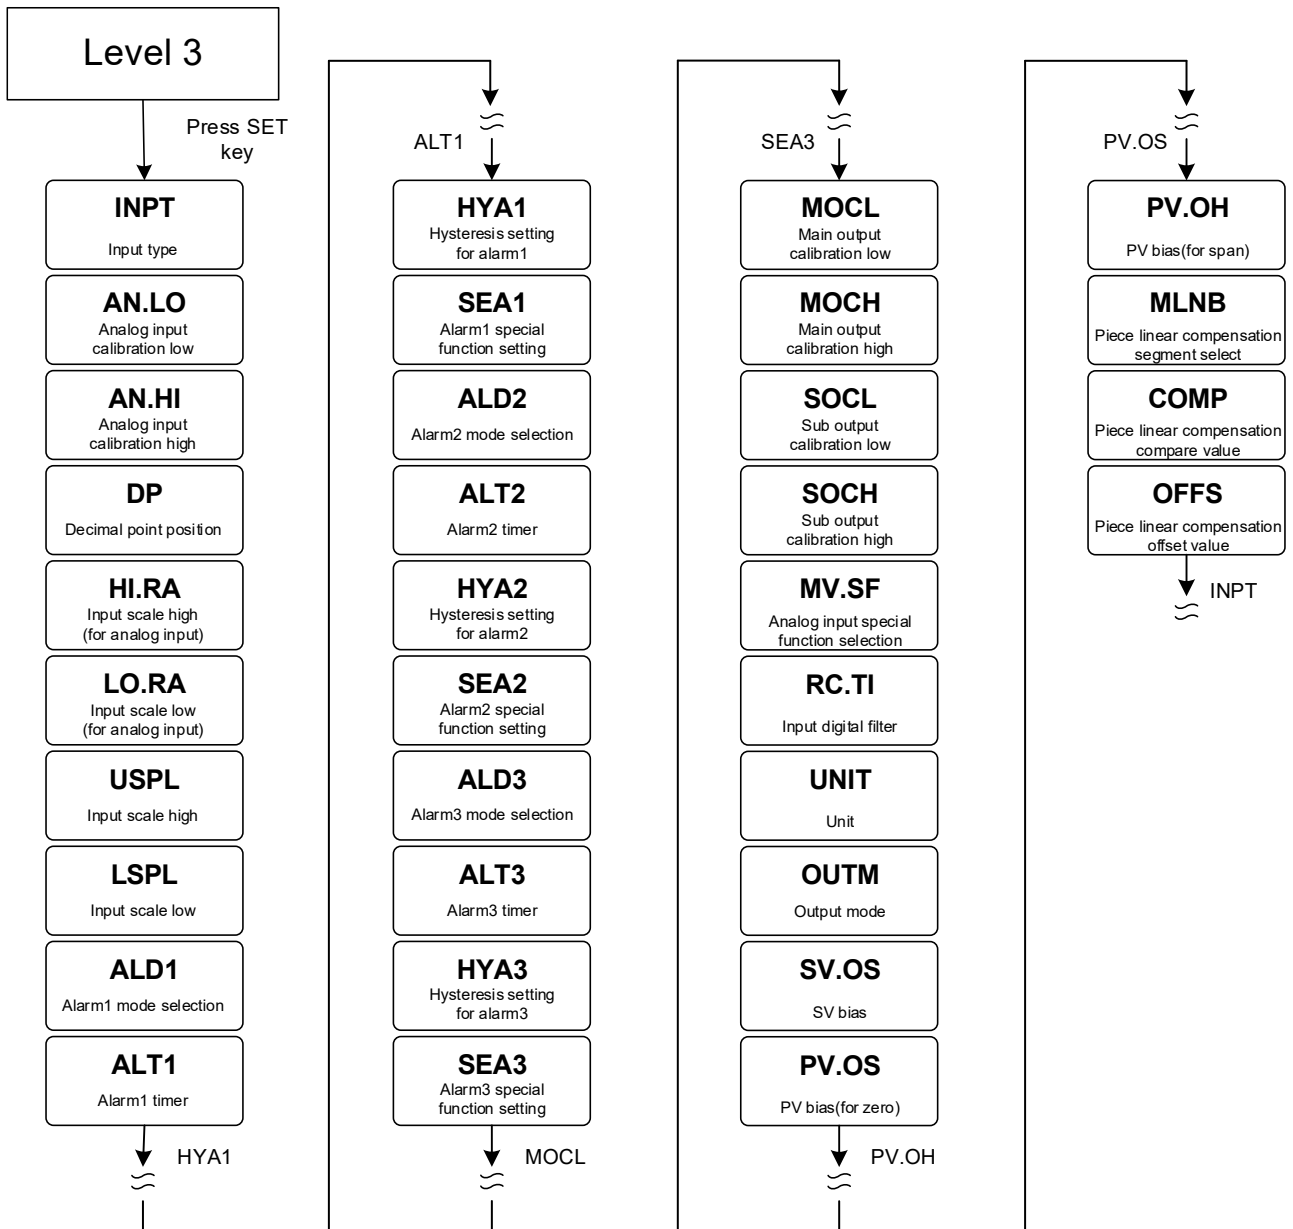 Level 3
Press SET
key
INPT
Input type
AN.LO
Analog input
calibration low
AN.HI
Analog input
calibration high
DP
Decimal point position
HI.RA
Input scale high
(for analog input)
LO.RA
Input scale low
(for analog input)
USPL
Input scale high
LSPL
Input scale low
ALD1
Alarm1 mode selection
ALT1
Alarm1 timer
HYA1
ALT1
HYA1
Hysteresis setting
for alarm1
SEA1
Alarm1 special
function setting
ALD2
Alarm2 mode selection
ALT2
Alarm2 timer
HYA2
Hysteresis setting
for alarm2
SEA2
Alarm2 special
function setting
ALD3
Alarm3 mode selection
ALT3
Alarm3 timer
HYA3
Hysteresis setting
for alarm3
SEA3
Alarm3 special
function setting
MOCL
SEA3
MOCL
Main output
calibration low
MOCH
Main output
calibration high
SOCL
Sub output
calibration low
SOCH
Sub output
calibration high
MV.SF
Analog input special
function selection
RC.TI
Input digital filter
UNIT
Unit
OUTM
Output mode
SV.OS
SV bias
PV.OS
PV bias(for zero)
PV.OH
PV.OS
PV.OH
PV bias(for span)
MLNB
Piece linear compensation
segment select
COMP
Piece linear compensation
compare value
OFFS
Piece linear compensation
offset value
INPT